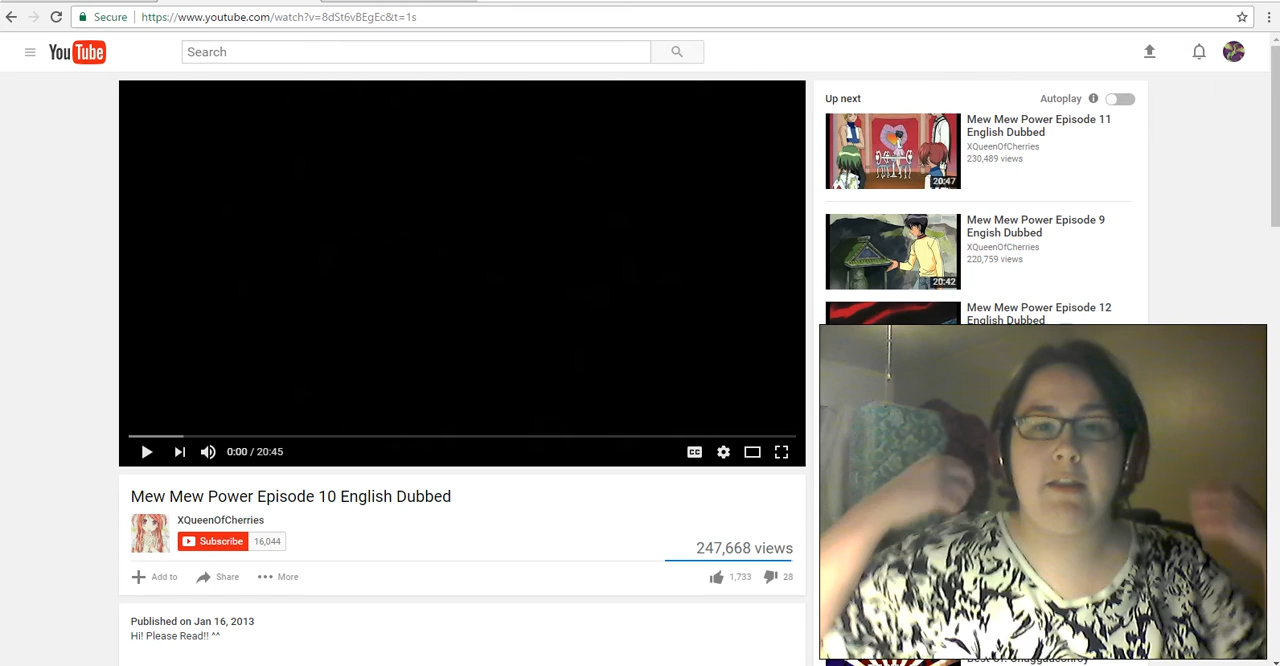 Secure https://www.youtube.com/watch?v=8dSt6vBEgEc&t=1s
YouTube
Search
0:00 / 20:45
CC
Mew Mew Power Episode 10 English Dubbed
XQueenOfCherries
Subscribe 16,044
247,668 views
Add to Share More
1,733 28
Published on Jan 16, 2013
Hi! Please Read!! ^^
Up next Autoplay
20:47
Mew Mew Power Episode 11
English Dubbed
XQueenOfCherries
230,489 views
20:42
Mew Mew Power Episode 9
Engish Dubbed
XQueenOfCherries
220,759 views
Mew Mew Power Episode 12
English Dubbed